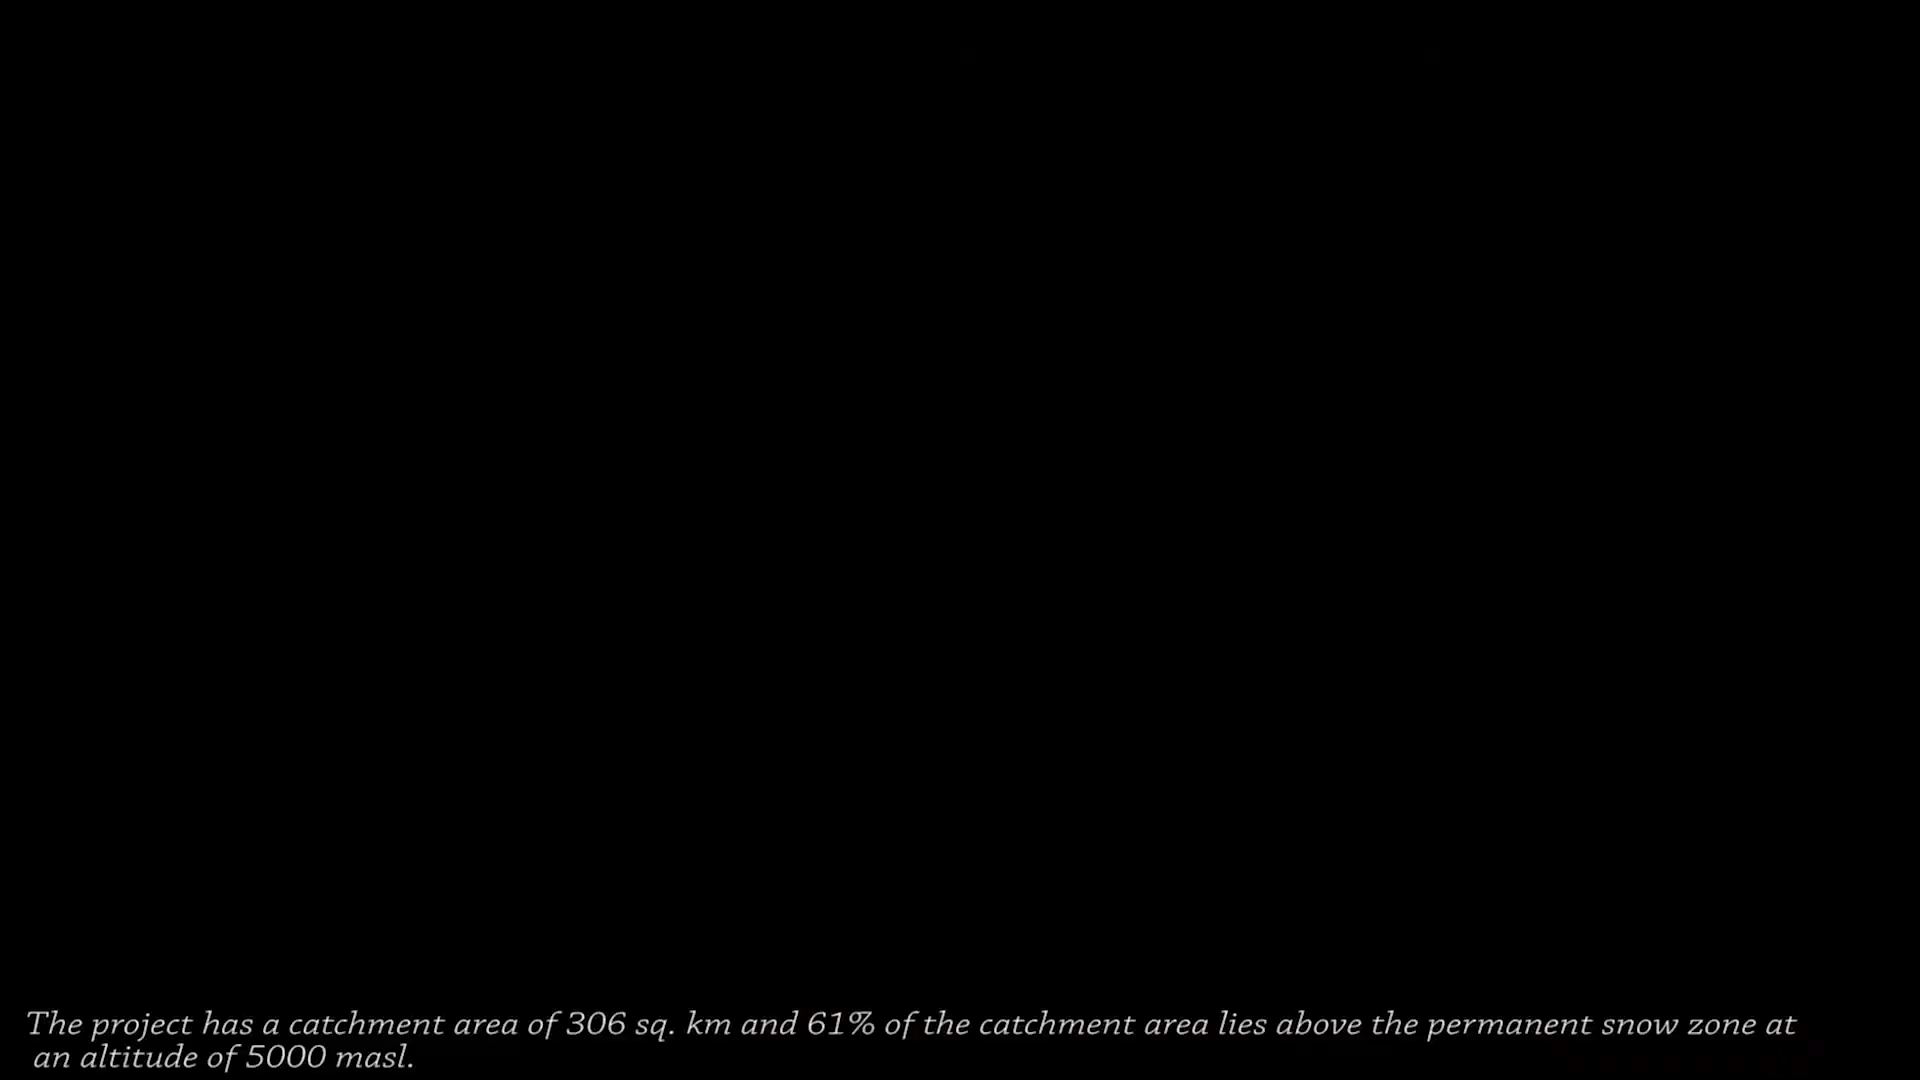 The project has a catchment area of 306 sq. km and 61% of the catchment area lies above the permanent snow zone at
an altitude of 5000 masl.